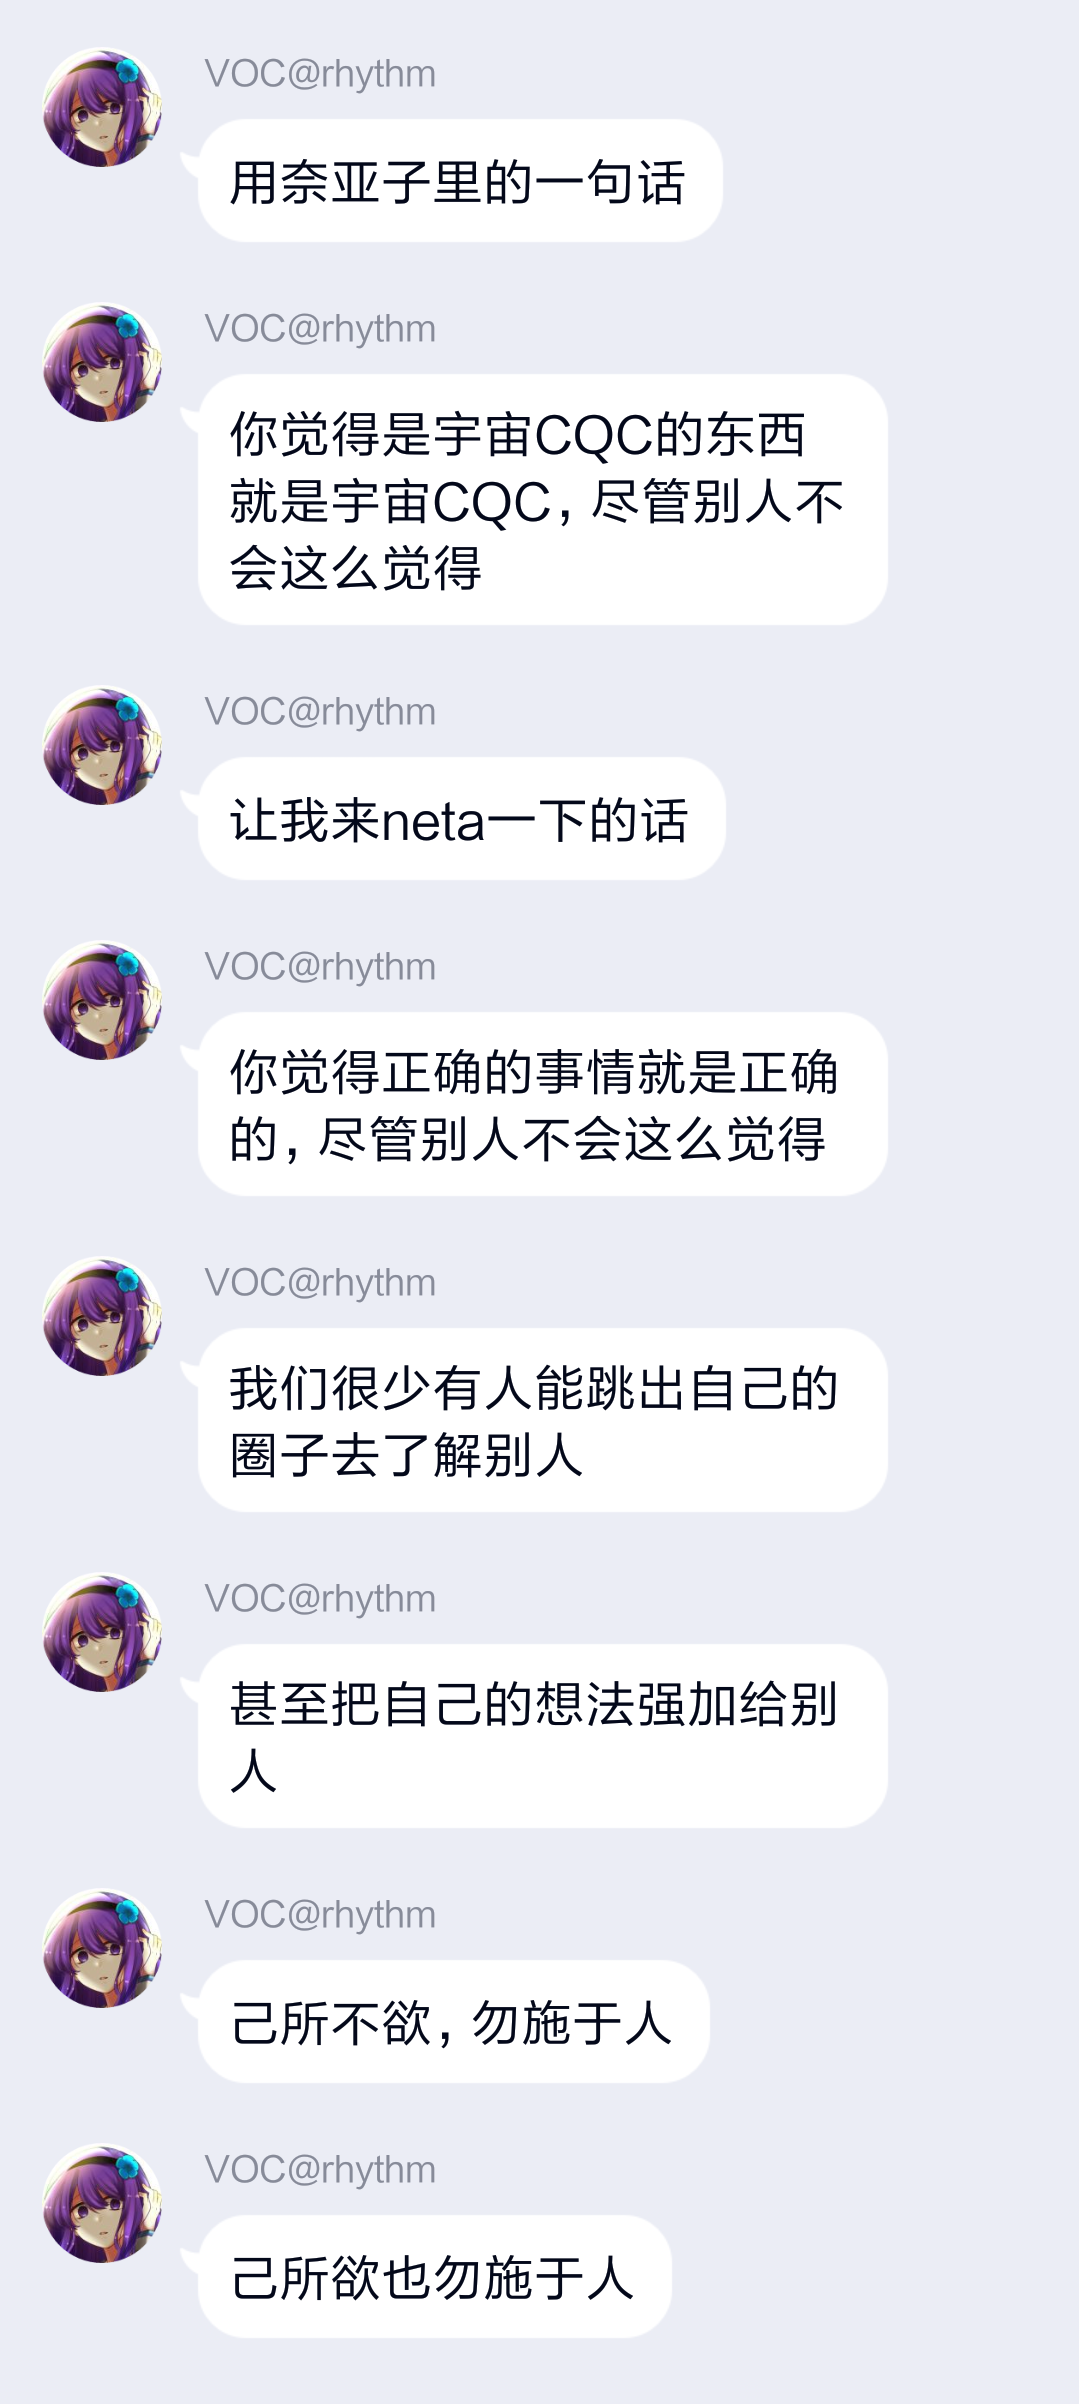 VOC@rhythm
用奈亚子里的一句话
VOC@rhythm
你觉得是宇宙CQC的东西
就是宇宙CQC，尽管别人不
会这么觉得
VOC@rhythm
让我来neta一下的话
VOC@rhythm
你觉得正确的事情就是正确
的，尽管别人不会这么觉得
VOC@rhythm
我们很少有人能跳出自己的
圈子去了解别人
VOC@rhythm
甚至把自己的想法强加给别
人
VOC@rhythm
己所不欲，勿施于人
VOC@rhythm
己所欲也勿施于人